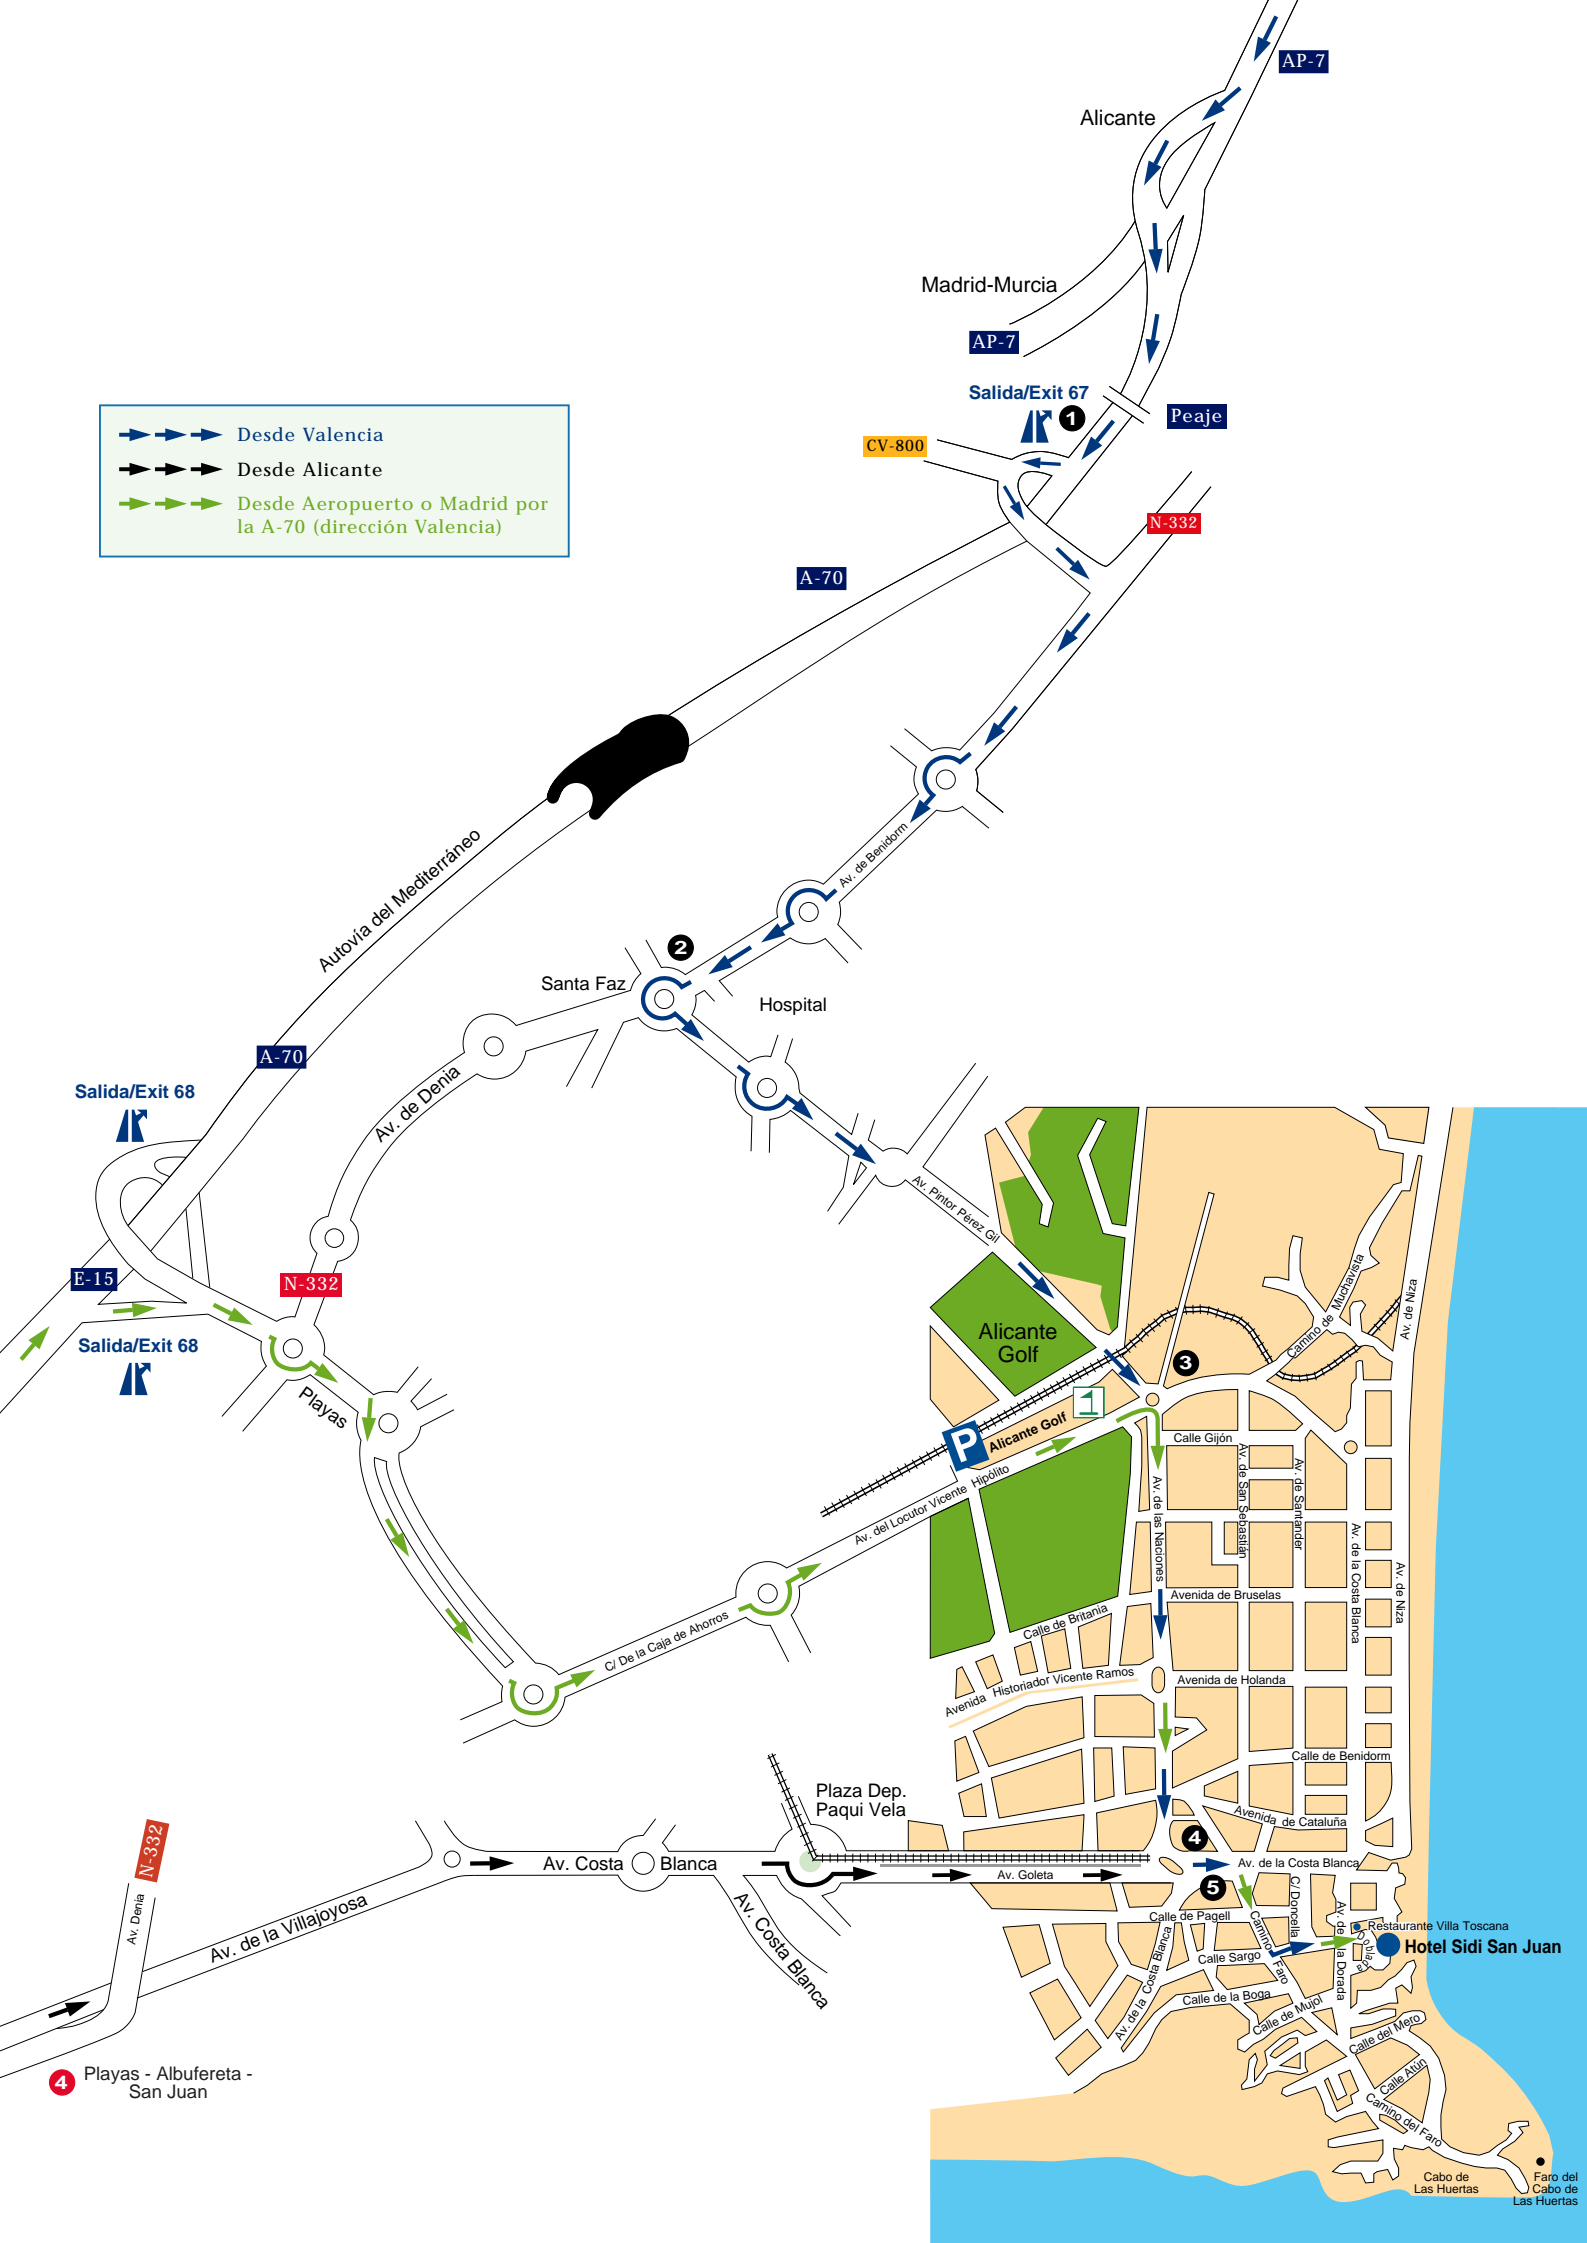 AP-7
Alicante
Madrid-Murcia
AP-7
Salida/Exit 67
1
Peaje
CV-800
Desde Valencia
Desde Alicante
Desde Aeropuerto o Madrid por
la A-70 (dirección Valencia)
N-332
A-70
Autovía del Mediterráneo
Av. de Benidorm
2
Santa Faz
Hospital
A-70
Salida/Exit 68
Av. de Denia
Av. Pintor Pérez Gil
E-15
N-332
Salida/Exit 68
Playas
Alicante
Golf
Camino de Muchavista
Av. de Niza
3
P
Alicante Golf
1
Calle Gijón
Av. del Locutor Vicente Hipólito
Av. de las Naciones
Av. de San Sebastián
Av. de Santander
Av. de la Costa Blanca
Av. de Niza
Avenida de Bruselas
Calle de Britania
C/ De la Caja de Ahorros
Avenida Historiador Vicente Ramos
Avenida de Holanda
Calle de Benidorm
Plaza Dep.
Paqui Vela
Avenida de Cataluña
N-332
4
Av. Costa Blanca
Av. Goleta
Av. de la Costa Blanca
5
Av. Denia
Av. de la Villajoyosa
Av. Costa Blanca
Calle de Pagell
C/ Doncella
Camino Faro
Av. de la Dorada
Restaurante Villa Toscana
Doblada
Hotel Sidi San Juan
Calle Sargo
Av. de la Costa Blanca
Calle de la Boga
Calle de Mujol
Calle del Mero
Calle Atún
Camino del Faro
4
Playas - Albufereta -
San Juan
Cabo de
Las Huertas
Faro del
Cabo de
Las Huertas